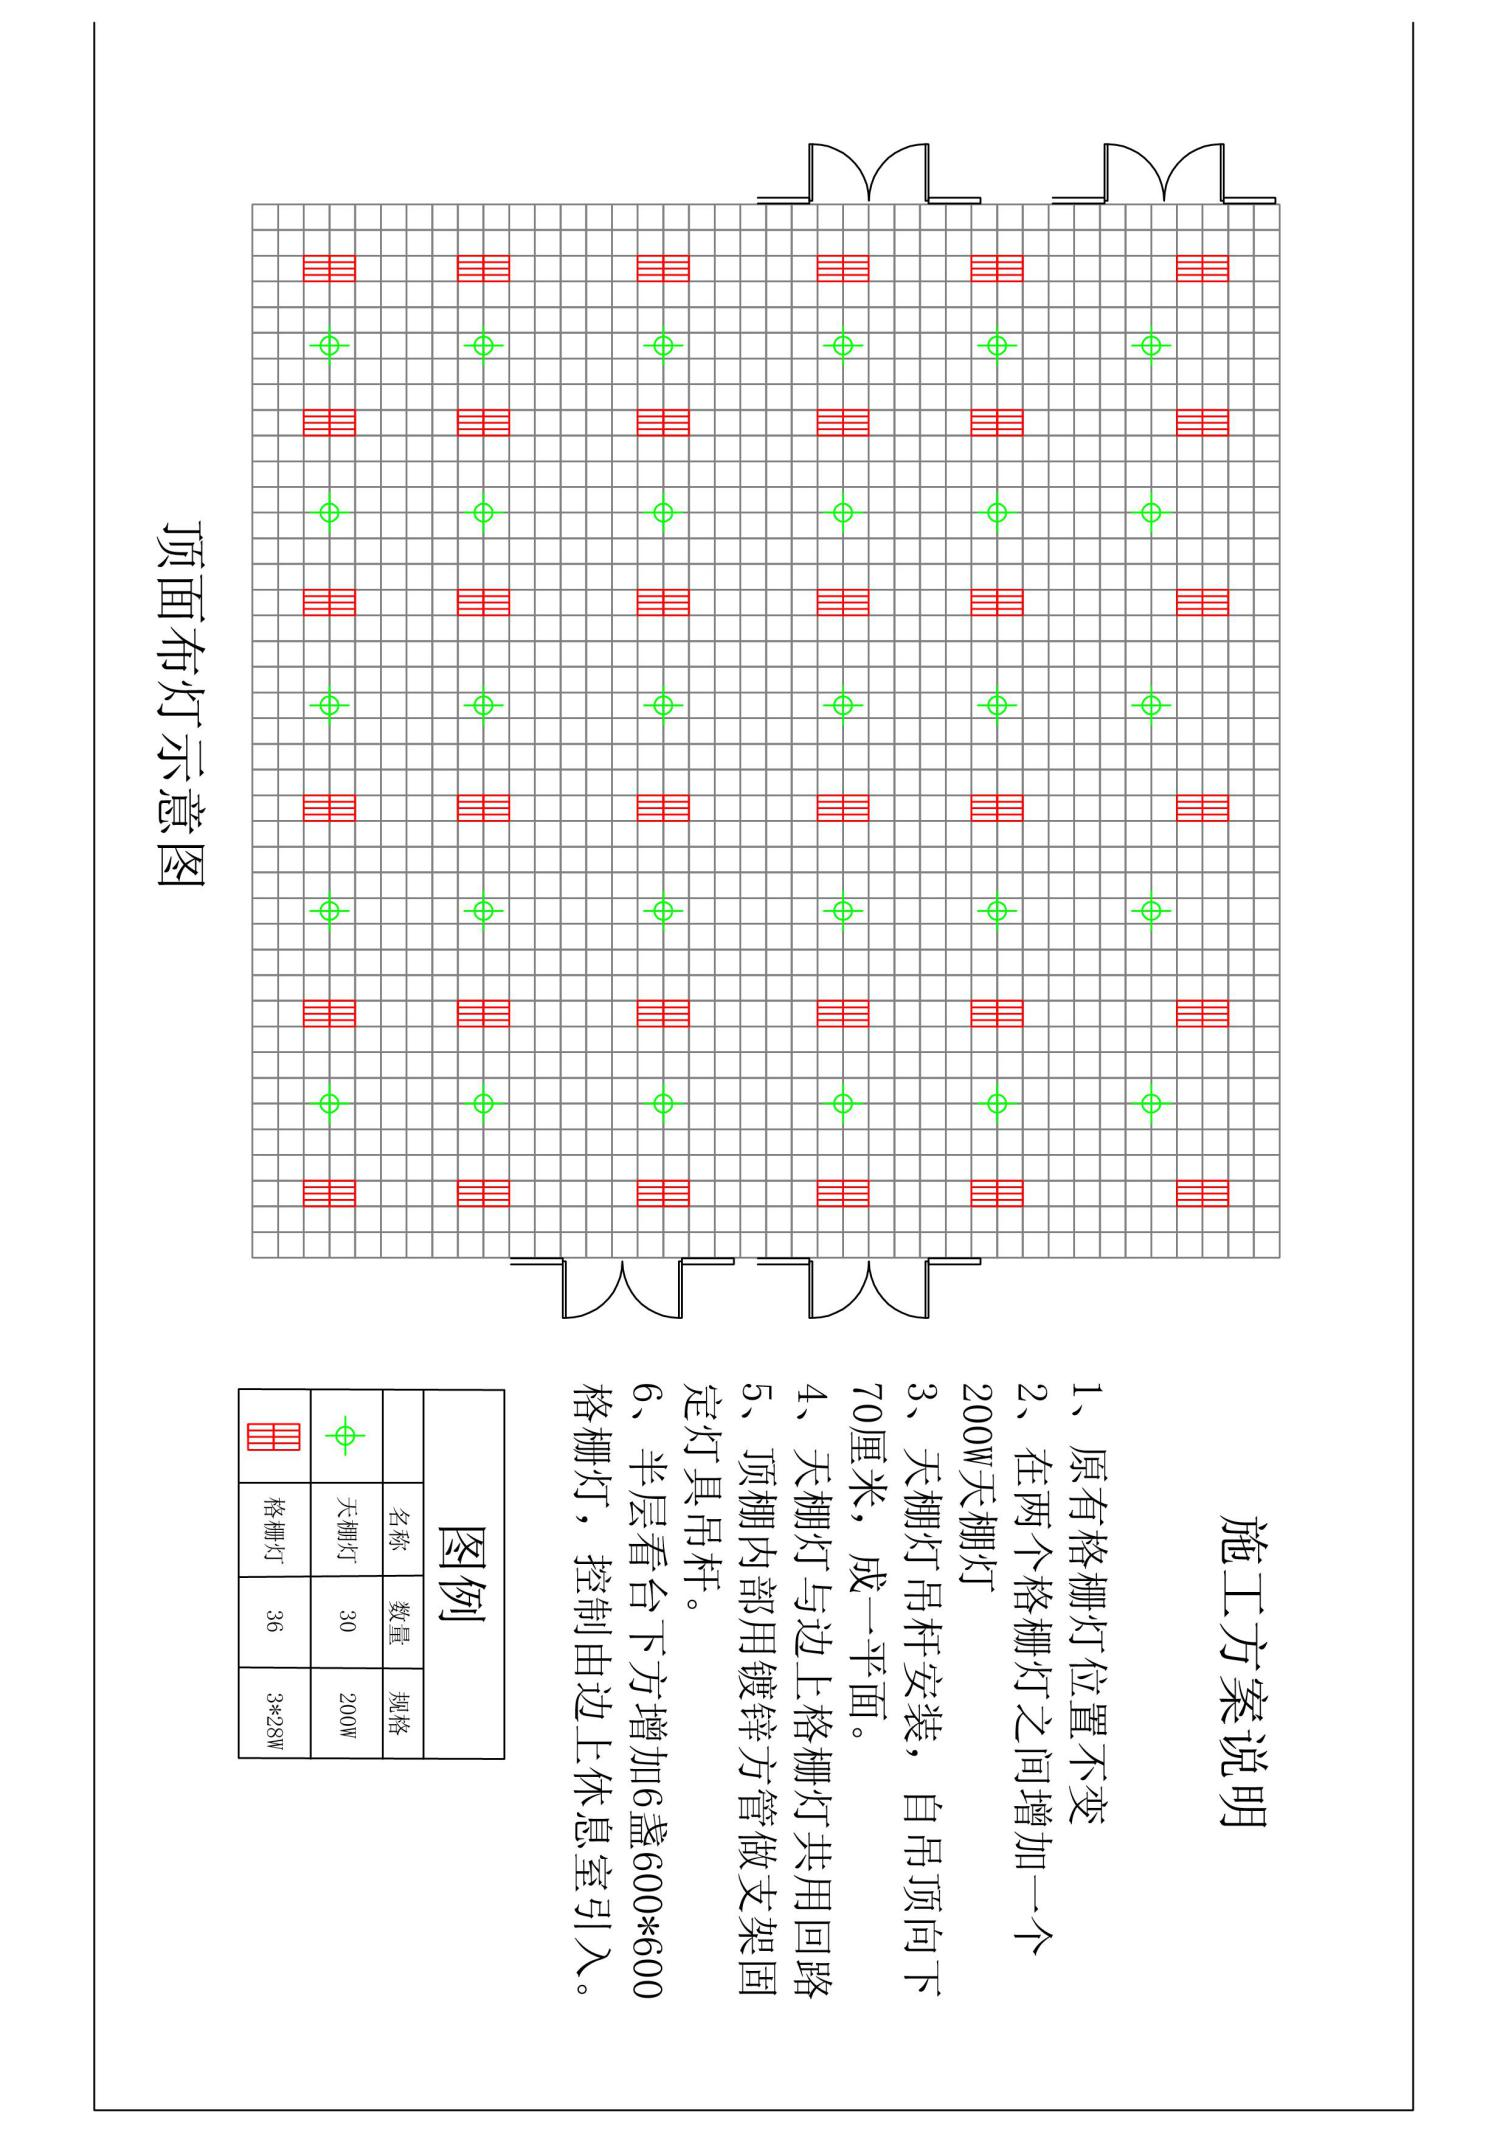 施工方案说明
1、原有格栅灯位置不变
2、在两个格栅灯之间增加一个
200W天棚灯
3、天棚灯吊杆安装，自吊顶向下
70厘米，成一平面。
4、天棚灯与边上格栅灯共用回路
5、顶棚内部用镀锌方管做支架固
定灯具吊杆。
6、半层看台下方增加6盏600*600
格栅灯，控制由边上休息室引入。
图例
名称 数量 规格
天棚灯 30 200W
格栅灯 36 3*28W
顶面布灯示意图